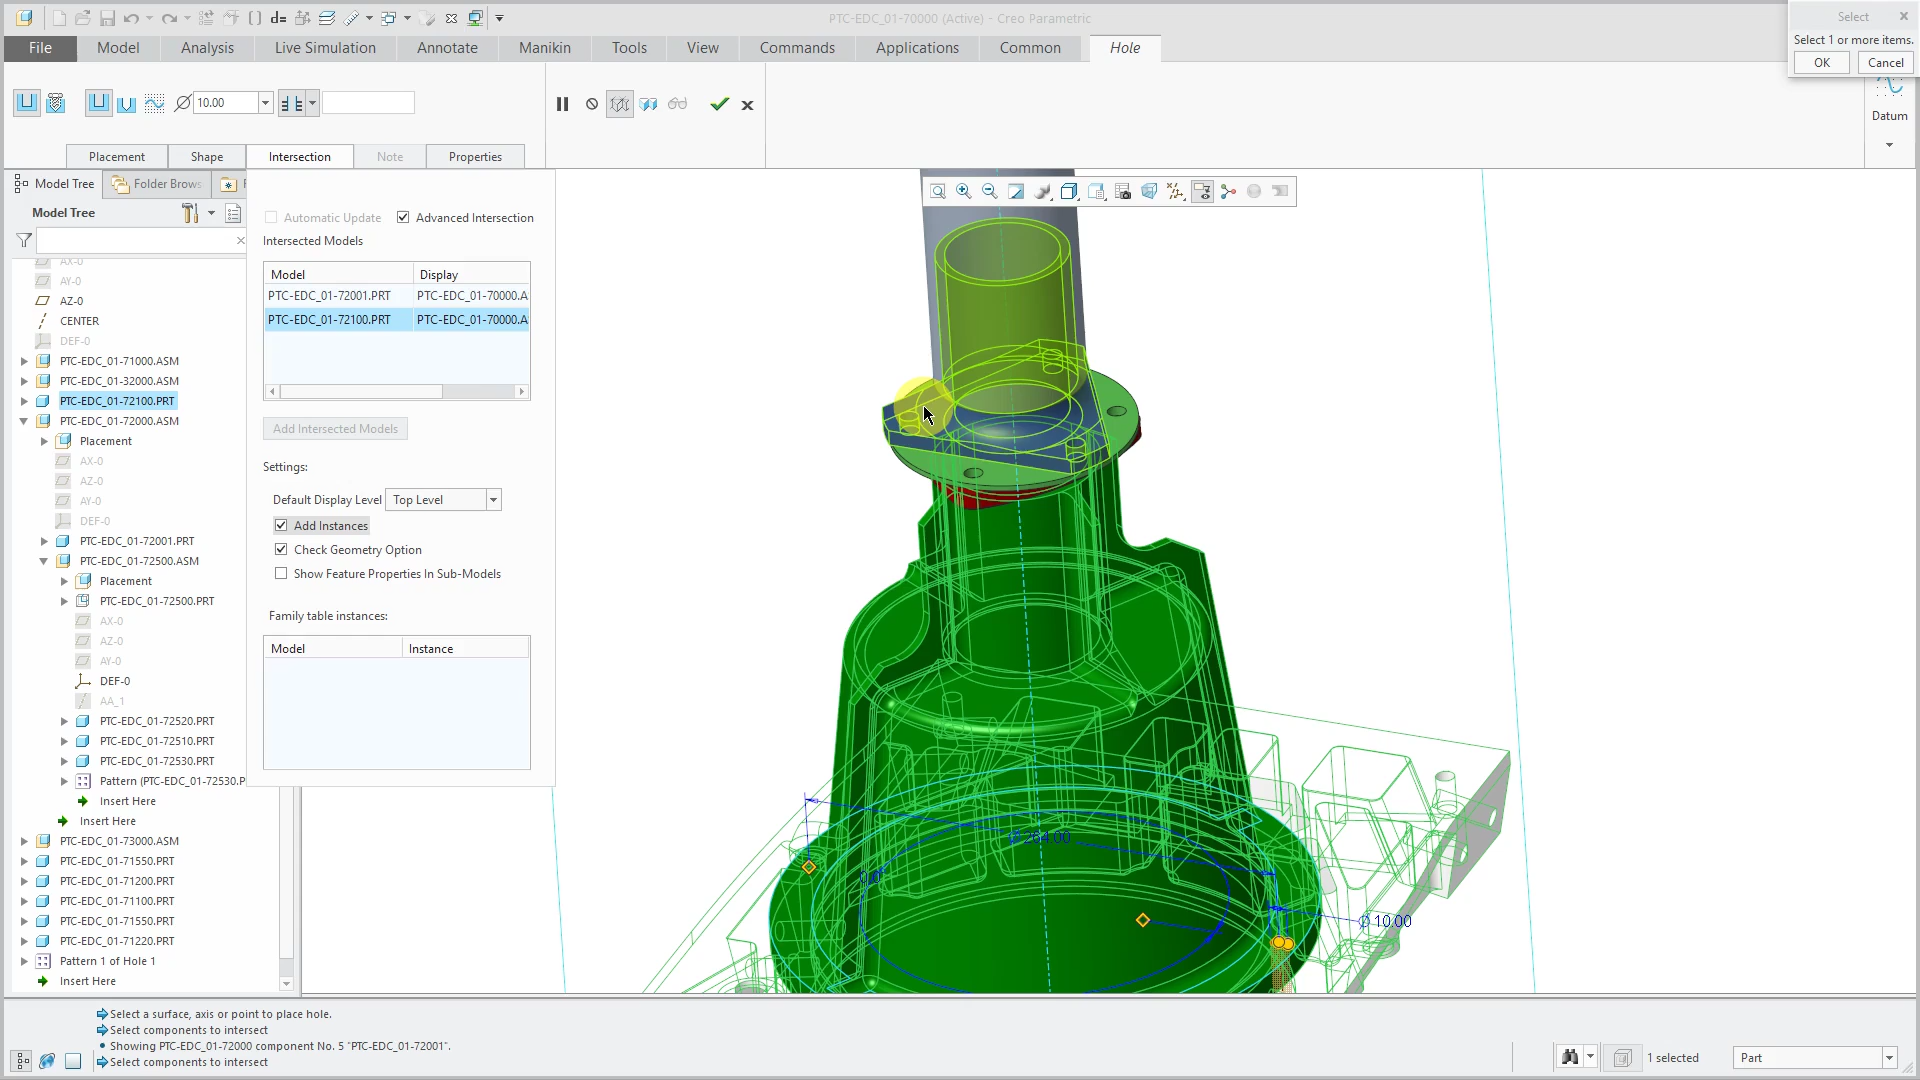 PTC-EDC_01-70000 (Active) - Creo Parametric
Select
Select 1 or more items.
OK
Cancel
File
Model
Analysis
Live Simulation
Annotate
Manikin
Tools
View
Commands
Applications
Common
Hole
10.00
Datum
Placement
Shape
Intersection
Note
Properties
Model Tree
Folder Brows
Model Tree
AX-0
AY-0
AZ-0
CENTER
DEF-0
PTC-EDC_01-71000.ASM
PTC-EDC_01-32000.ASM
PTC-EDC_01-72100.PRT
PTC-EDC_01-72000.ASM
Placement
AX-0
AZ-0
AY-0
DEF-0
PTC-EDC_01-72001.PRT
PTC-EDC_01-72500.ASM
Placement
PTC-EDC_01-72500.PRT
AX-0
AZ-0
AY-0
DEF-0
AA_1
PTC-EDC_01-72520.PRT
PTC-EDC_01-72510.PRT
PTC-EDC_01-72530.PRT
Pattern (PTC-EDC_01-72530.P
Insert Here
Insert Here
PTC-EDC_01-73000.ASM
PTC-EDC_01-71550.PRT
PTC-EDC_01-71200.PRT
PTC-EDC_01-71100.PRT
PTC-EDC_01-71550.PRT
PTC-EDC_01-71220.PRT
Pattern 1 of Hole 1
Insert Here
Automatic Update
Advanced Intersection
Intersected Models
Model Display
PTC-EDC_01-72001.PRT PTC-EDC_01-70000.A
PTC-EDC_01-72100.PRT PTC-EDC_01-70000.A
Add Intersected Models
Settings:
Default Display Level Top Level
Add Instances
Check Geometry Option
Show Feature Properties In Sub-Models
Family table instances:
Model Instance
Ø 264.00
0.0°
Ø 10.00
Select a surface, axis or point to place hole.
Select components to intersect
Showing PTC-EDC_01-72000 component No. 5 "PTC-EDC_01-72001".
Select components to intersect
1 selected
Part